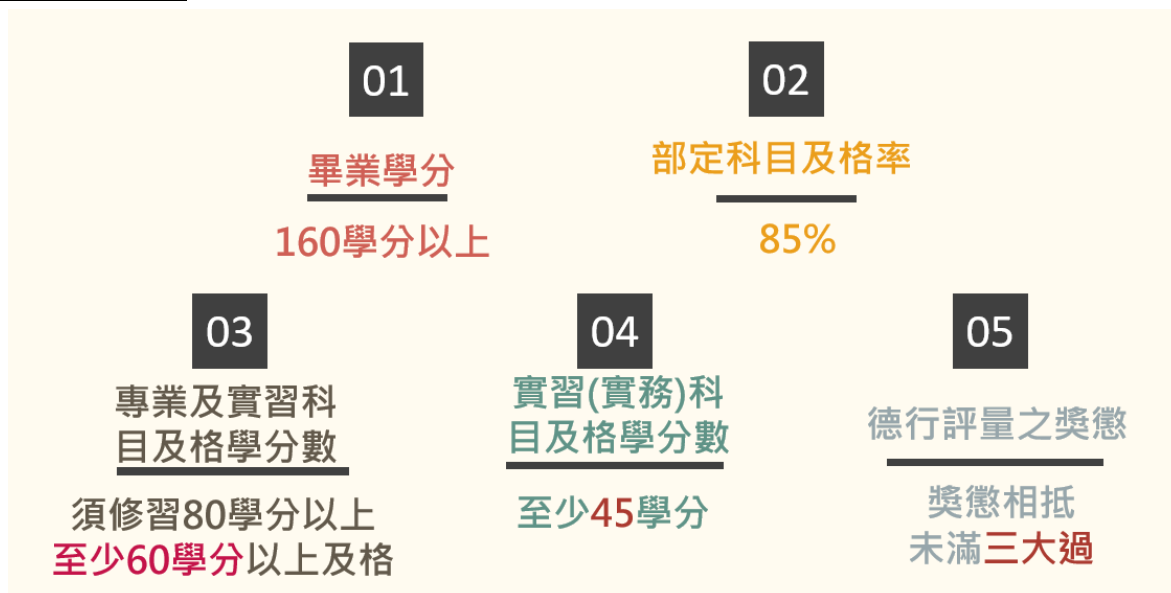 01
畢業學分
160學分以上
02
部定科目及格率
85%
03
專業及實習科
目及格學分數
須修習80學分以上
至少60學分以上及格
04
實習(實務)科
目及格學分數
至少45學分
05
德行評量之獎懲
獎懲相抵
未滿三大過